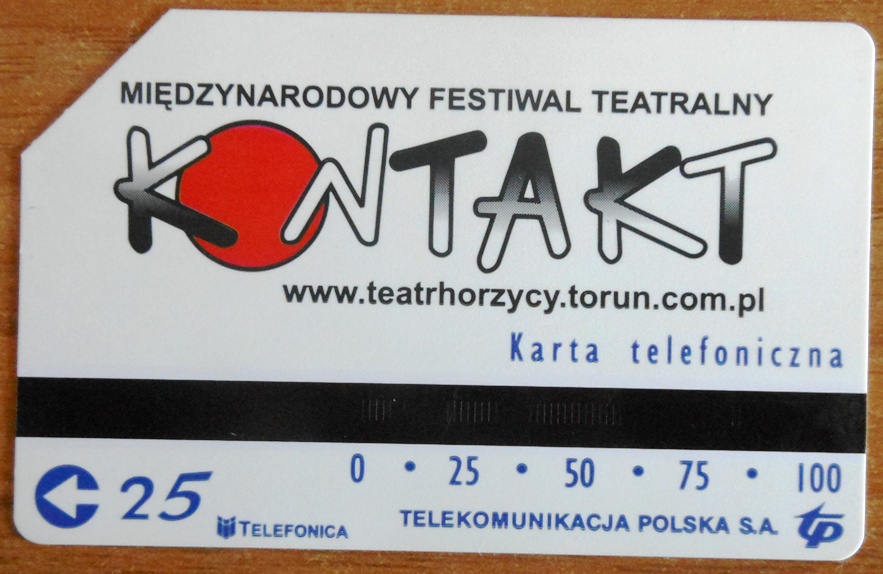 MIĘDZYNARODOWY FESTIWAL TEATRALNY
KONTAKT
www.teatrhorzycy.torun.com.pl
Karta telefoniczna
0 • 25 • 50 • 75 • 100
25
TELEFONICA
TELEKOMUNIKACJA POLSKA S.A.
tp